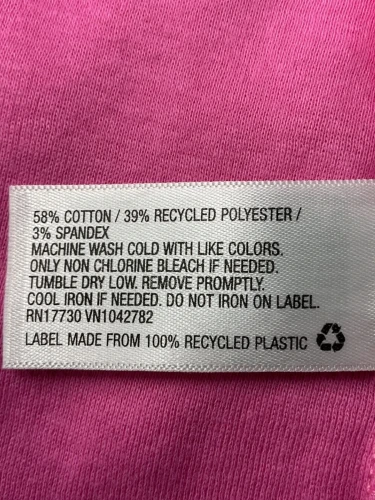 58% COTTON / 39% RECYCLED POLYESTER /
3% SPANDEX
MACHINE WASH COLD WITH LIKE COLORS.
ONLY NON CHLORINE BLEACH IF NEEDED.
TUMBLE DRY LOW. REMOVE PROMPTLY.
COOL IRON IF NEEDED. DO NOT IRON ON LABEL.
RN17730 VN1042782
LABEL MADE FROM 100% RECYCLED PLASTIC